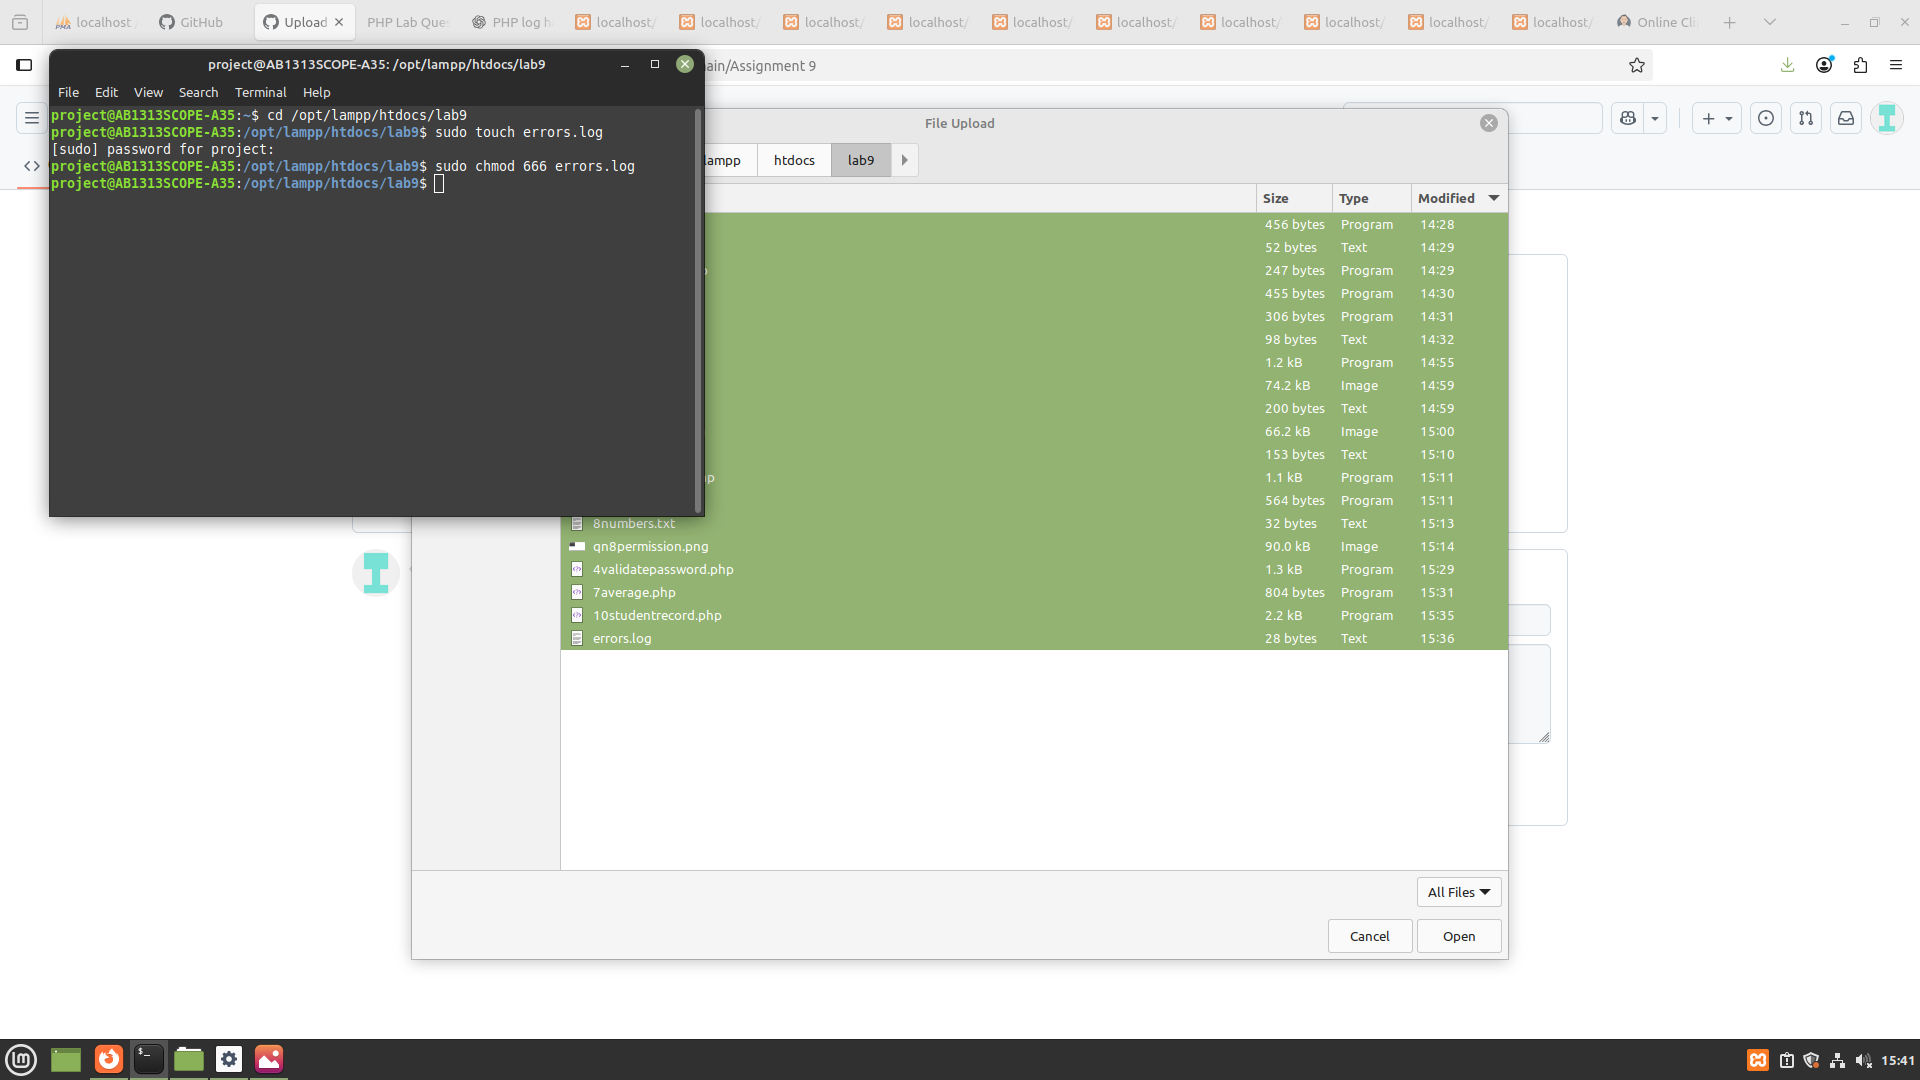 localhost/
GitHub
Upload
PHP Lab Ques
PHP log h
localhost/
localhost/
localhost/
localhost/
localhost/
localhost/
localhost/
localhost/
localhost/
localhost/
Online Cli
project@AB1313SCOPE-A35: /opt/lampp/htdocs/lab9
ain/Assignment 9
File Edit View Search Terminal Help
project@AB1313SCOPE-A35:~$ cd /opt/lampp/htdocs/lab9
project@AB1313SCOPE-A35:/opt/lampp/htdocs/lab9$ sudo touch errors.log
[sudo] password for project:
project@AB1313SCOPE-A35:/opt/lampp/htdocs/lab9$ sudo chmod 666 errors.log
project@AB1313SCOPE-A35:/opt/lampp/htdocs/lab9$
File Upload
lampp htdocs lab9
Size Type Modified
456 bytes Program 14:28
52 bytes Text 14:29
247 bytes Program 14:29
455 bytes Program 14:30
306 bytes Program 14:31
98 bytes Text 14:32
1.2 kB Program 14:55
74.2 kB Image 14:59
200 bytes Text 14:59
66.2 kB Image 15:00
153 bytes Text 15:10
1.1 kB Program 15:11
564 bytes Program 15:11
8numbers.txt 32 bytes Text 15:13
qn8permission.png 90.0 kB Image 15:14
4validatepassword.php 1.3 kB Program 15:29
7average.php 804 bytes Program 15:31
10studentrecord.php 2.2 kB Program 15:35
errors.log 28 bytes Text 15:36
All Files
Cancel Open
15:41